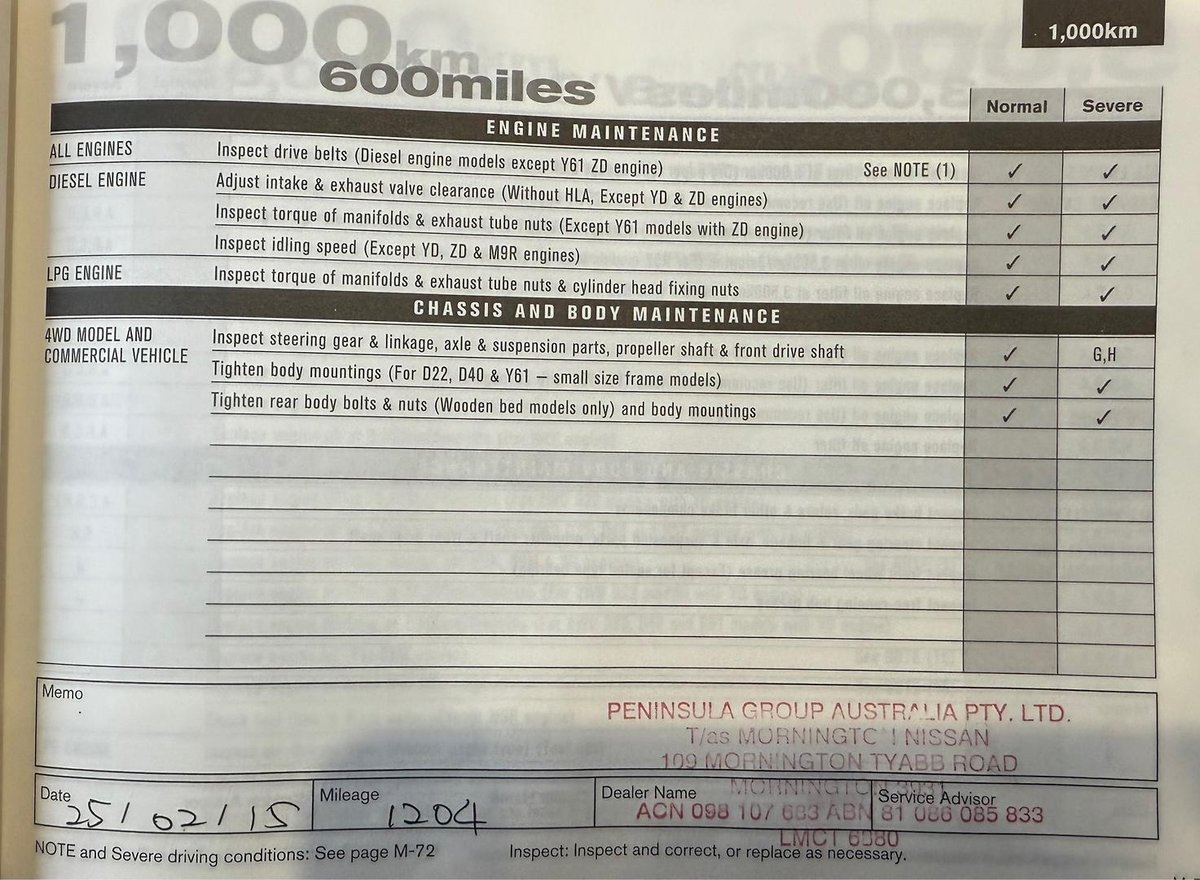 1,000km
1,000km
600miles
Normal Severe
ENGINE MAINTENANCE
ALL ENGINES Inspect drive belts (Diesel engine models except Y61 ZD engine) See NOTE (1) ✓ ✓
DIESEL ENGINE Adjust intake & exhaust valve clearance (Without HLA, Except YD & ZD engines) ✓ ✓
Inspect torque of manifolds & exhaust tube nuts (Except Y61 models with ZD engine) ✓ ✓
Inspect idling speed (Except YD, ZD & M9R engines) ✓ ✓
LPG ENGINE Inspect torque of manifolds & exhaust tube nuts & cylinder head fixing nuts ✓ ✓
CHASSIS AND BODY MAINTENANCE
4WD MODEL AND Inspect steering gear & linkage, axle & suspension parts, propeller shaft & front drive shaft ✓ G,H
COMMERCIAL VEHICLE Tighten body mountings (For D22, D40 & Y61 – small size frame models) ✓ ✓
Tighten rear body bolts & nuts (Wooden bed models only) and body mountings ✓ ✓
Memo
PENINSULA GROUP AUSTRALIA PTY. LTD.
T/as MORNINGTON NISSAN
109 MORNINGTON TYABB ROAD
MORNINGTON 3931
Date 25/02/15 Mileage 1204 Dealer Name Service Advisor
ACN 098 107 683 ABN 81 086 085 833
LMCT 6580
NOTE and Severe driving conditions: See page M-72 Inspect: Inspect and correct, or replace as necessary.